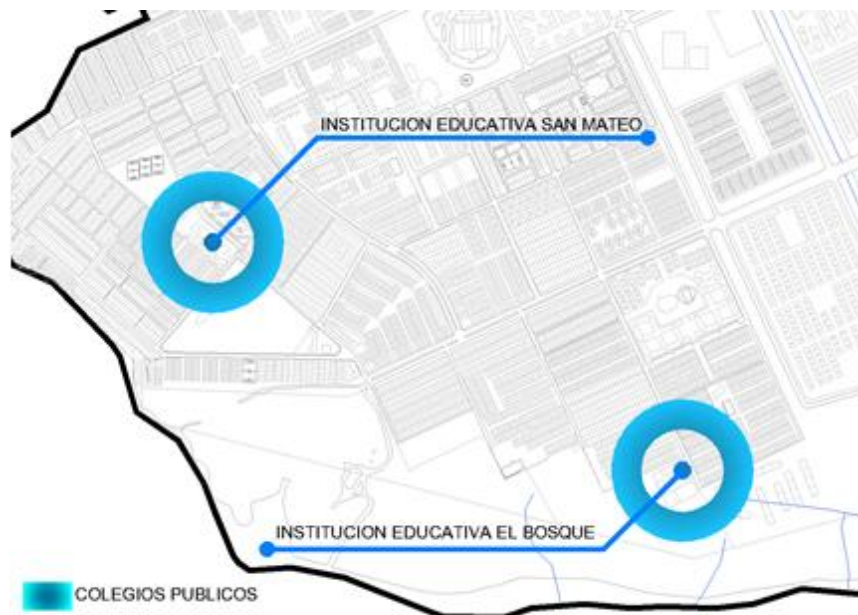 INSTITUCION EDUCATIVA SAN MATEO
INSTITUCION EDUCATIVA EL BOSQUE
COLEGIOS PUBLICOS